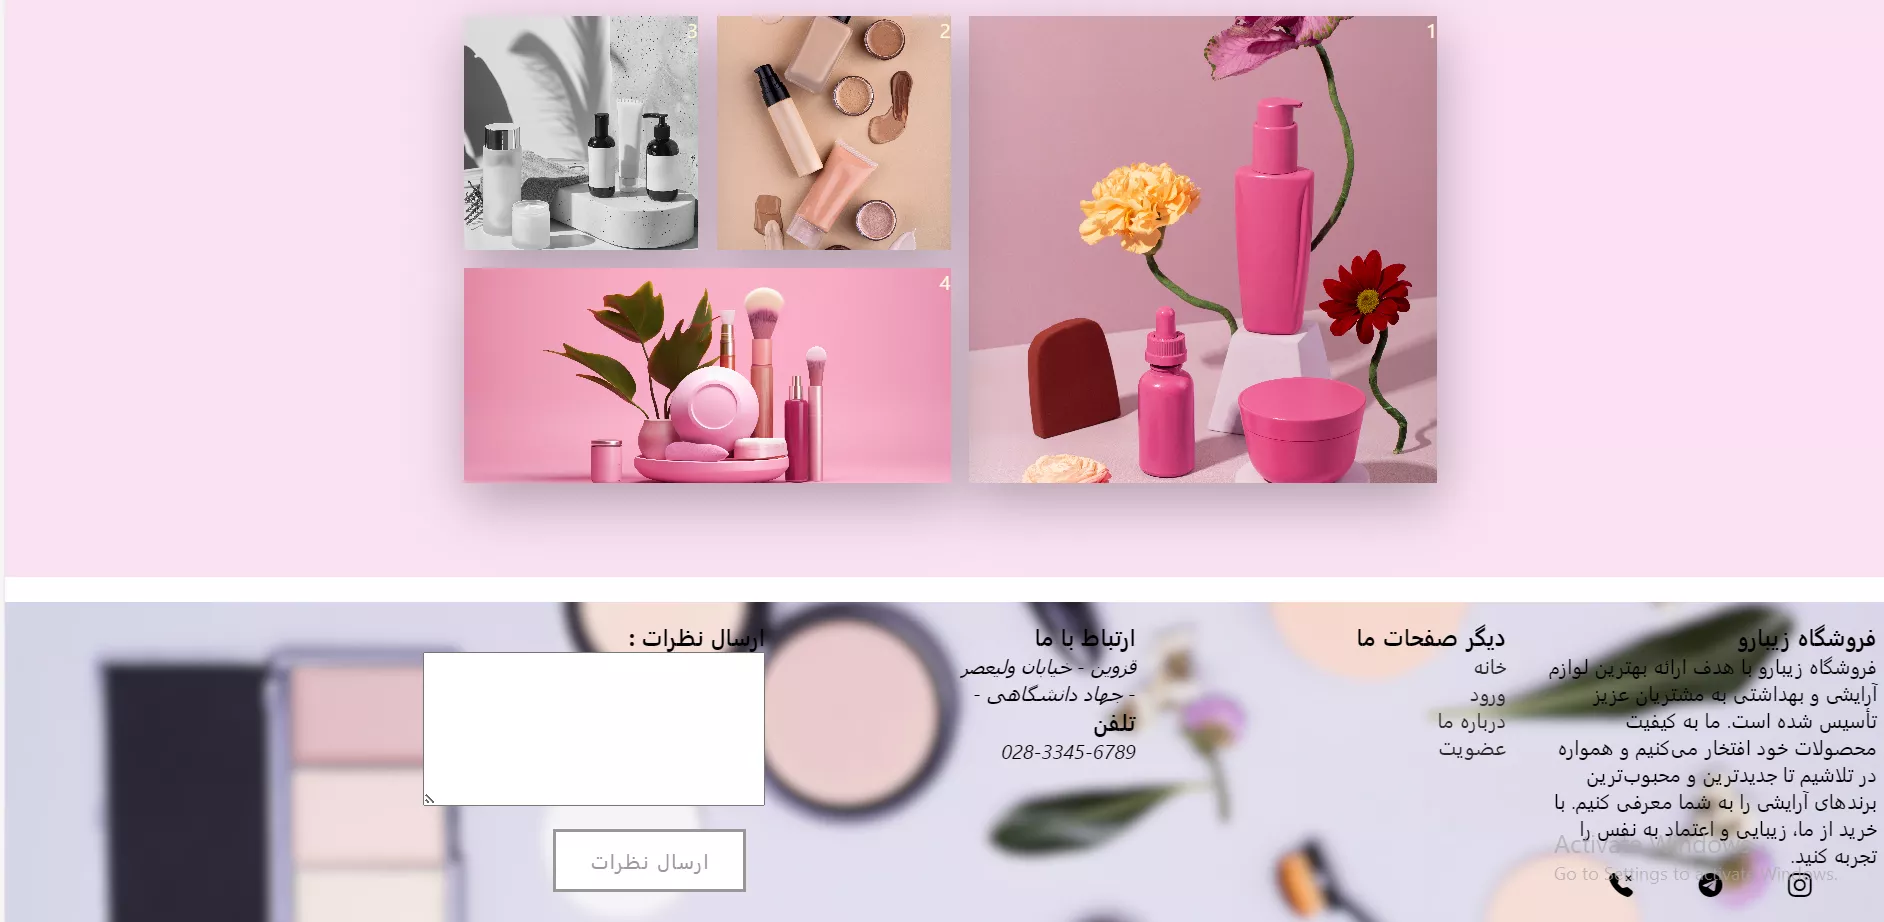 1
2
3
4
فروشگاه زیبارو
فروشگاه زیبارو با هدف ارائه بهترین لوازم
آرایشی و بهداشتی به مشتریان عزیز
تأسیس شده است. ما به کیفیت
محصولات خود افتخار می‌کنیم و همواره
در تلاشیم تا جدیدترین و محبوب‌ترین
برندهای آرایشی را به شما معرفی کنیم. با
خرید از ما، زیبایی و اعتماد به نفس را
تجربه کنید.
دیگر صفحات ما
خانه
ورود
درباره ما
عضویت
ارتباط با ما
قزوین - خیابان ولیعصر
- جهاد دانشگاهی -
تلفن
028-3345-6789
ارسال نظرات :
ارسال نظرات
Activate Windows
Go to Settings to activate Windows.